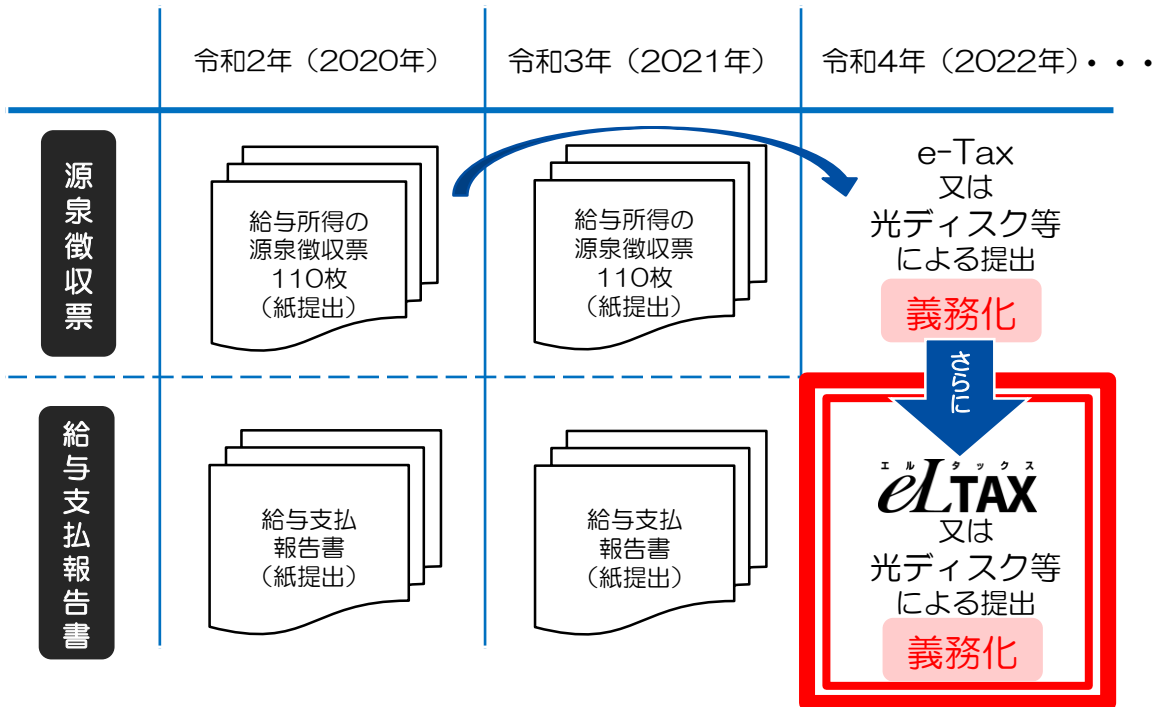 令和2年（2020年）
令和3年（2021年）
令和4年（2022年）・・・
源泉徴収票
給与所得の
源泉徴収票
110枚
（紙提出）
給与所得の
源泉徴収票
110枚
（紙提出）
e-Tax
又は
光ディスク等
による提出
義務化
さらに
給与支払報告書
給与支払
報告書
（紙提出）
給与支払
報告書
（紙提出）
エルタックス
eLTAX
又は
光ディスク等
による提出
義務化